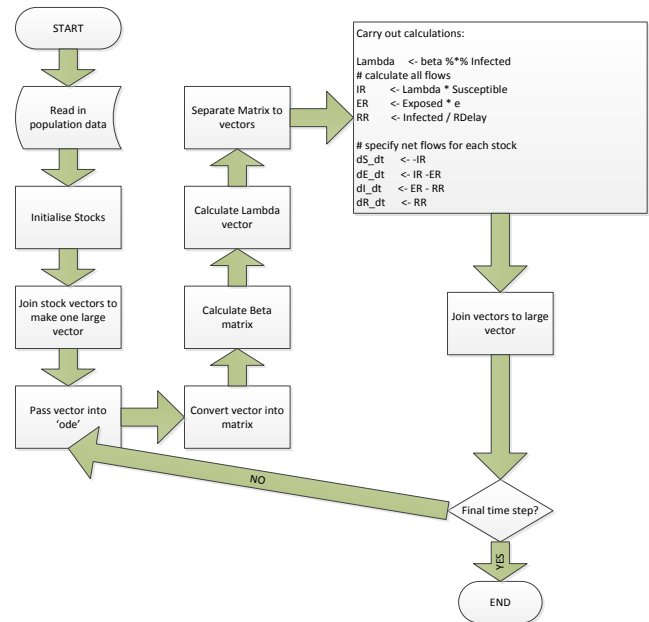 START
Read in
population data
Initialise Stocks
Join stock vectors to
make one large
vector
Pass vector into
‘ode’
Convert vector into
matrix
Calculate Beta
matrix
Calculate Lambda
vector
Separate Matrix to
vectors
Carry out calculations:
Lambda <- beta %*% Infected
# calculate all flows
IR <- Lambda * Susceptible
ER <- Exposed * e
RR <- Infected / RDelay
# specify net flows for each stock
dS_dt <- -IR
dE_dt <- IR -ER
dI_dt <- ER - RR
dR_dt <- RR
Join vectors to large
vector
Final time step?
NO
YES
END